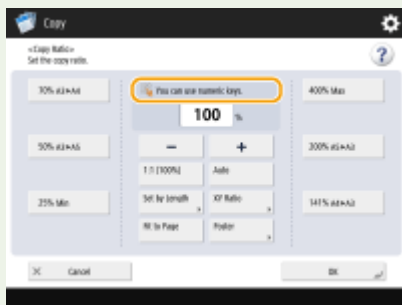 Copy
<Copy Ratio>
Set the copy ratio.
70% A3→A4
You can use numeric keys.
400% Max
100 %
50% A3→A5
−
+
200% A5→A3
1:1 [100%]
Auto
25% Min
Set by Length
XY Ratio
141% A4→A3
Fit to Page
Poster
Cancel
OK